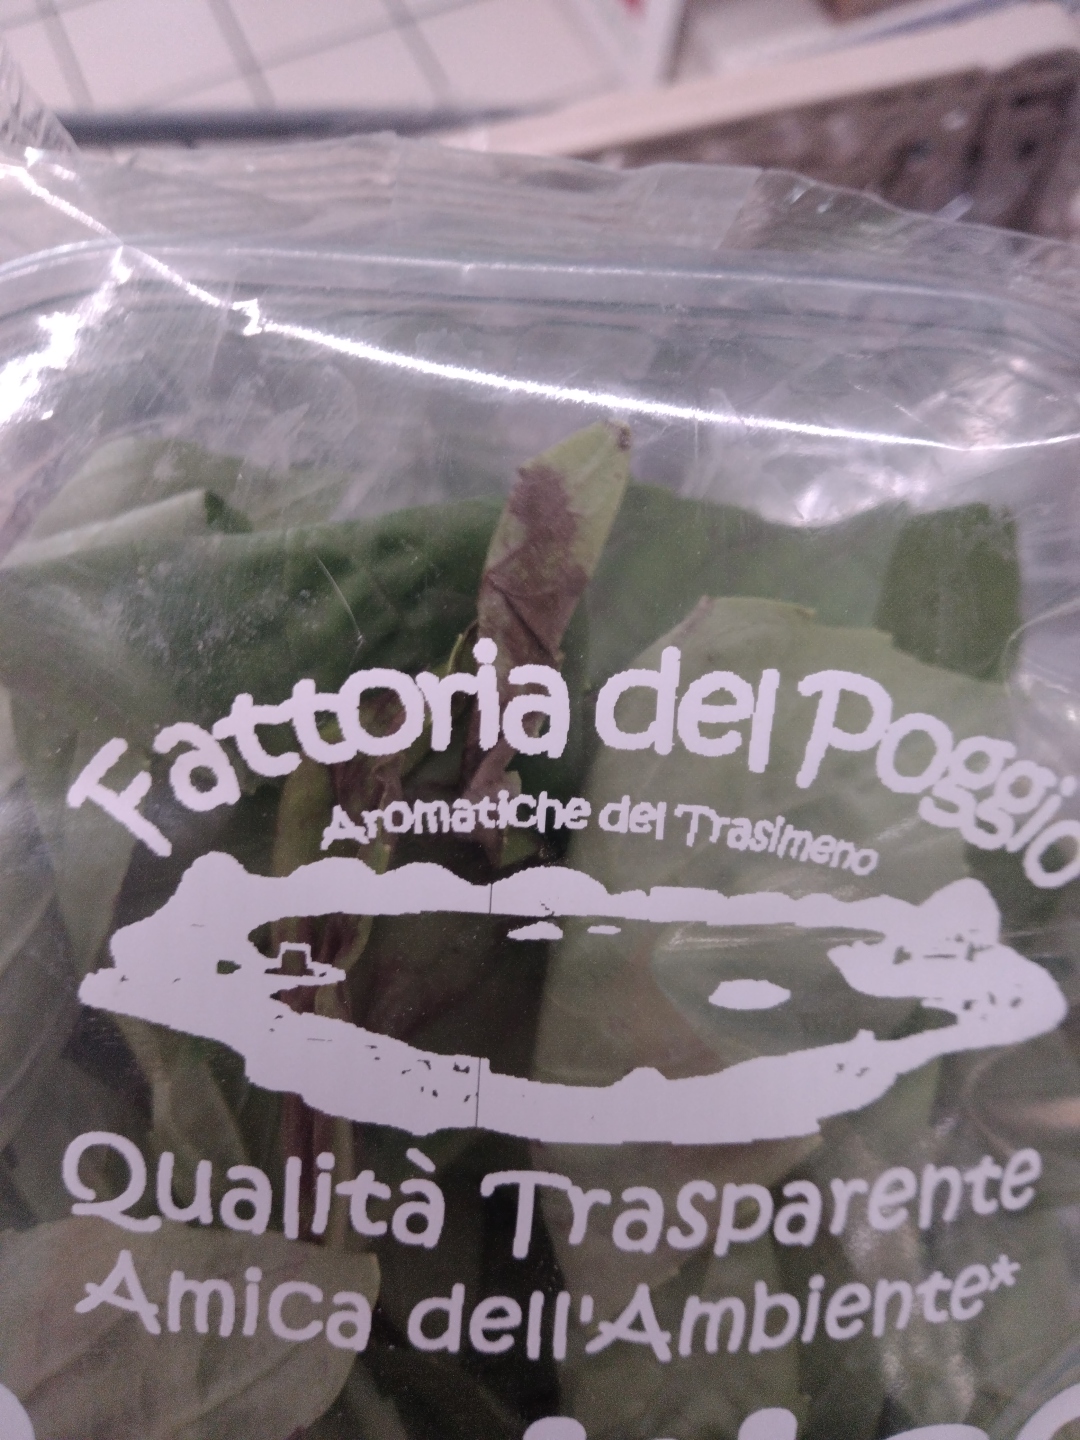 Fattoria del Poggio
Aromatiche del Trasimeno
Qualità Trasparente
Amica dell'Ambiente*